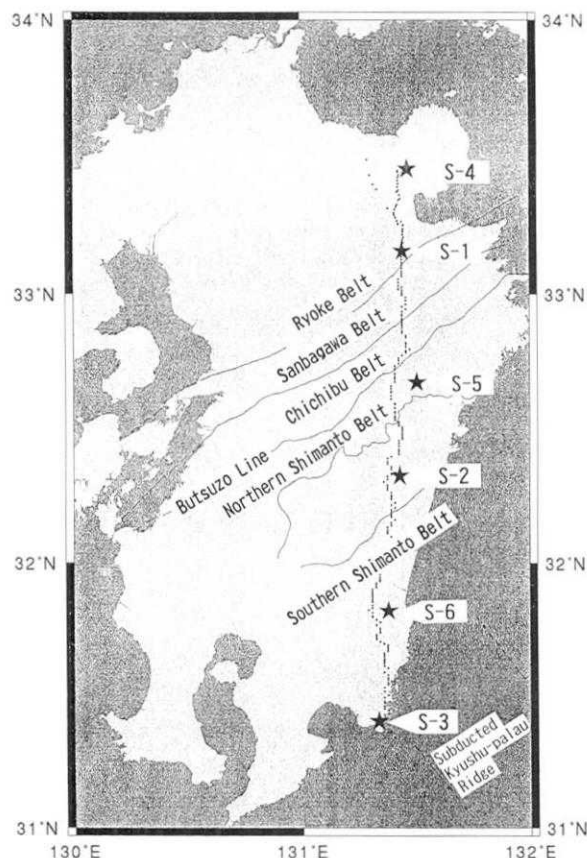 34°N
34°N
S-4
S-1
33°N
33°N
Ryoke Belt
Sanbagawa Belt
Chichibu Belt
S-5
Butsuzo Line
Northern Shimanto Belt
S-2
32°N
32°N
Southern Shimanto Belt
S-6
S-3
Subducted
Kyushu-palau
Ridge
31°N
31°N
130°E
131°E
132°E